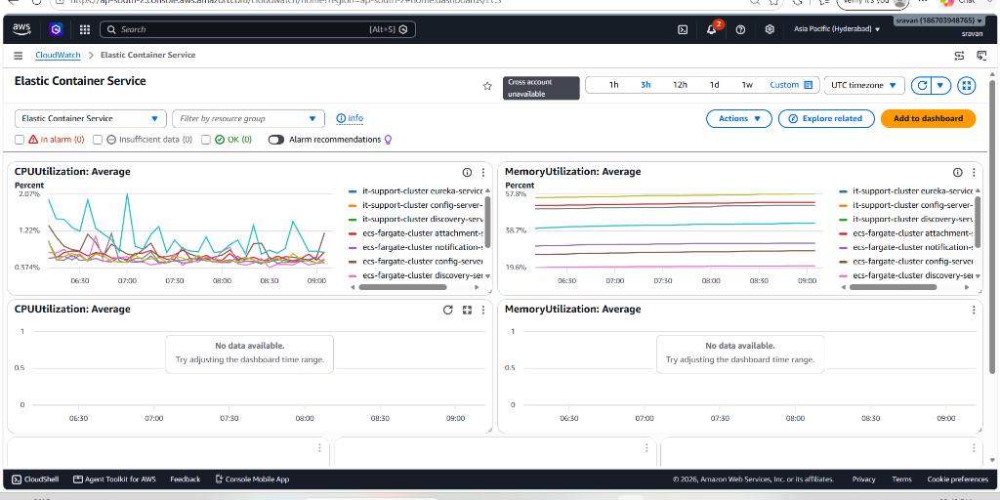 https://ap-south-2.console.aws.amazon.com/cloudwatch/home?region=ap-south-2#home:dashboards/ECS
aws
Search [Alt+S]
2
Asia Pacific (Hyderabad)
sravan (186703948765)
sravan
CloudWatch > Elastic Container Service
Elastic Container Service
Cross account unavailable
1h 3h 12h 1d 1w Custom
UTC timezone
Elastic Container Service
Filter by resource group
info
Actions
Explore related
Add to dashboard
In alarm (0)
Insufficient data (0)
OK (0)
Alarm recommendations
CPUUtilization: Average
Percent
2.07%
1.22%
0.374%
06:30 07:00 07:30 08:00 08:30 09:00
it-support-cluster eureka-service
it-support-cluster config-server-
it-support-cluster discovery-serv
ecs-fargate-cluster attachment-s
ecs-fargate-cluster notification-s
ecs-fargate-cluster config-server
ecs-fargate-cluster discovery-ser
MemoryUtilization: Average
Percent
57.8%
38.7%
19.6%
06:30 07:00 07:30 08:00 08:30 09:00
it-support-cluster eureka-service
it-support-cluster config-server-
it-support-cluster discovery-serv
ecs-fargate-cluster attachment-s
ecs-fargate-cluster notification-s
ecs-fargate-cluster config-server
ecs-fargate-cluster discovery-ser
CPUUtilization: Average
1
0.5
0
No data available.
Try adjusting the dashboard time range.
06:30 07:00 07:30 08:00 08:30 09:00
MemoryUtilization: Average
1
0.5
0
No data available.
Try adjusting the dashboard time range.
06:30 07:00 07:30 08:00 08:30 09:00
CloudShell
Agent Toolkit for AWS
Feedback
Console Mobile App
© 2026, Amazon Web Services, Inc. or its affiliates.
Privacy
Terms
Cookie preferences